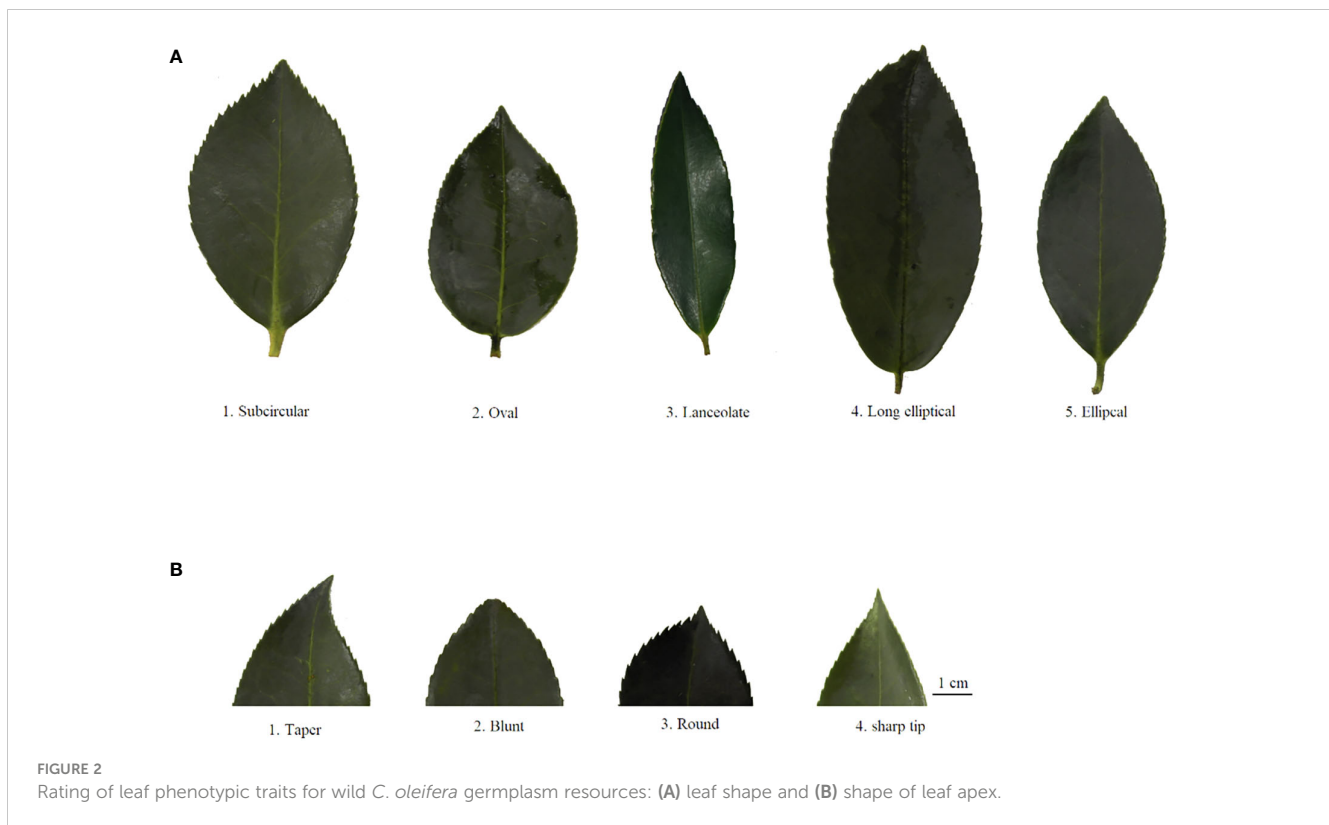 A
1. Subcircular
2. Oval
3. Lanceolate
4. Long elliptical
5. Ellipcal
B
1 cm
1. Taper
2. Blunt
3. Round
4. sharp tip
FIGURE 2
Rating of leaf phenotypic traits for wild C. oleifera germplasm resources: (A) leaf shape and (B) shape of leaf apex.